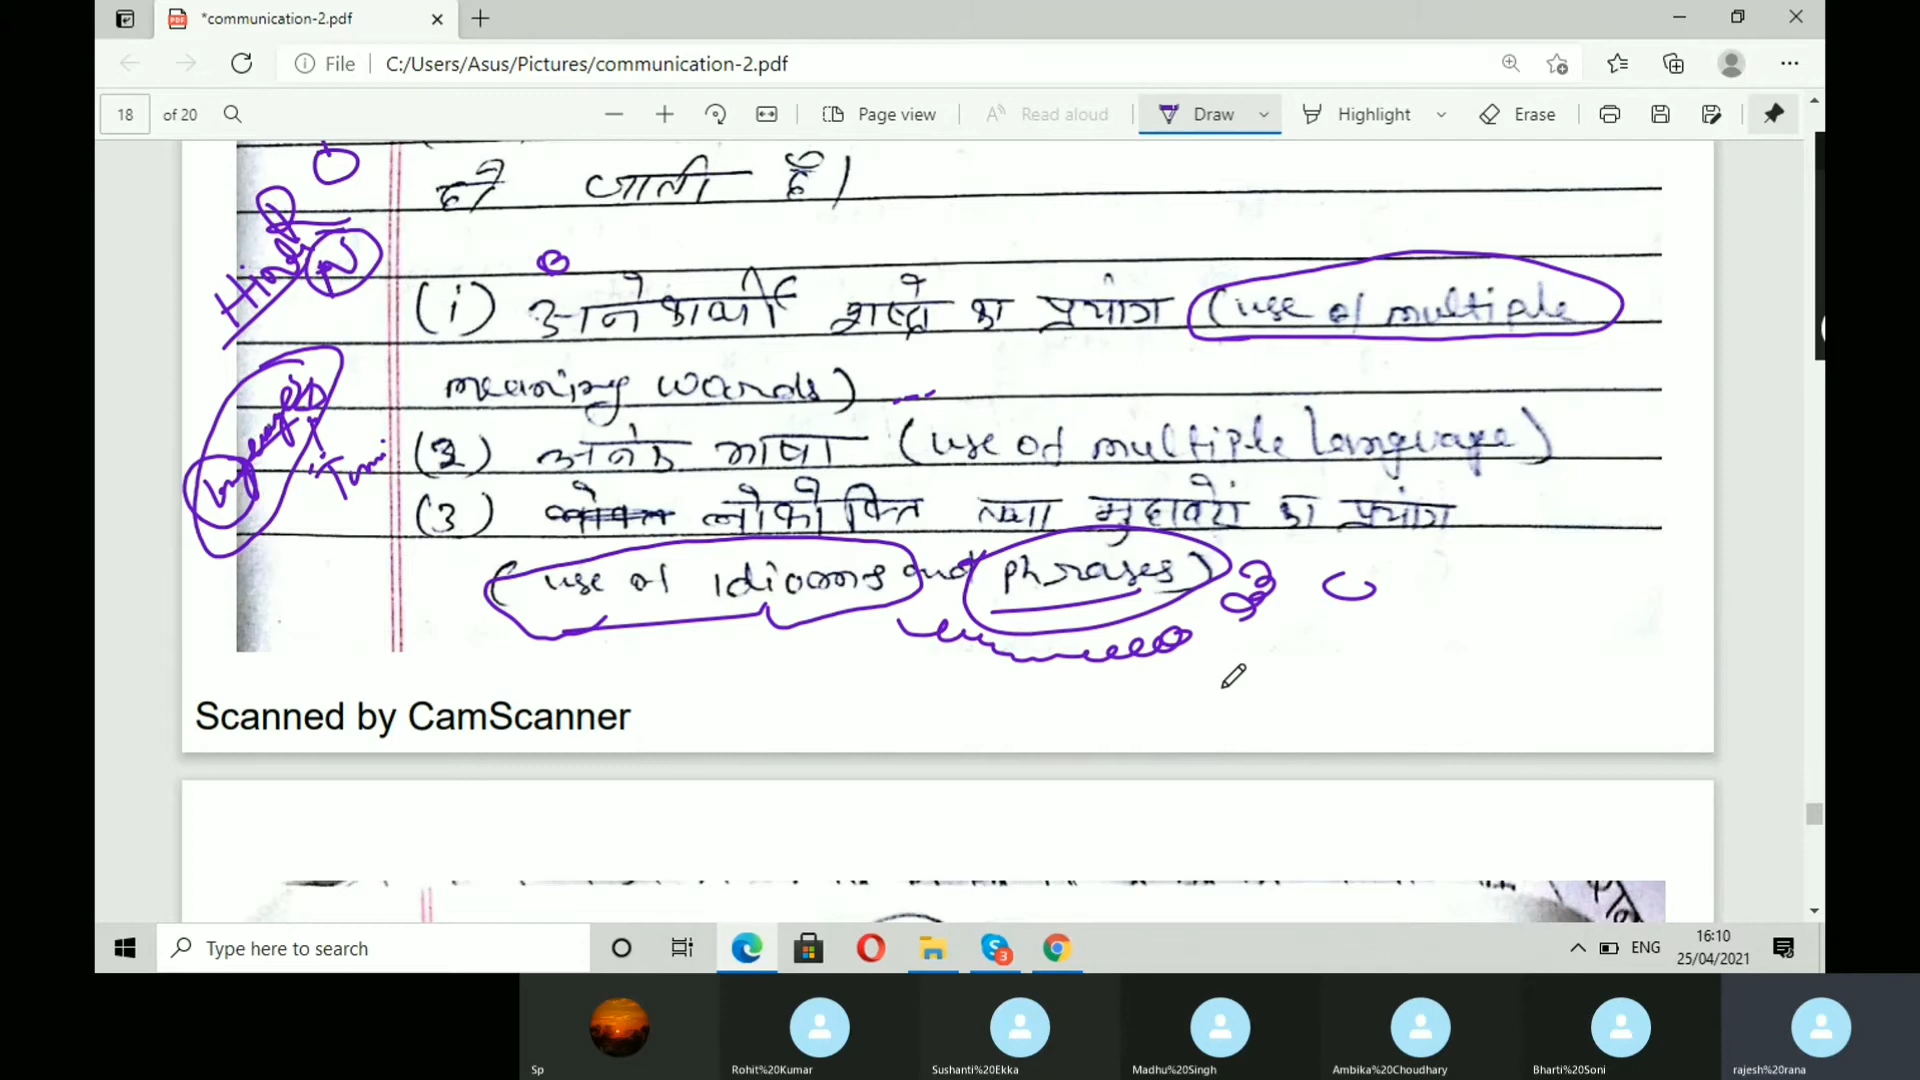 *communication-2.pdf
File C:/Users/Asus/Pictures/communication-2.pdf
18 of 20 Page view Read aloud Draw Highlight Erase
हो जाती है।
Hindi
(i) अनेकार्थी शब्दो का प्रयोग (use of multiple
meaning words)
(2) अनेक भाषा (use of multiple language)
(3) लोकोक्ति तथा मुहावरों का प्रयोग
(use of idioms and phrases)
Scanned by CamScanner
Type here to search
3
ENG
16:10
25/04/2021
Sp Rohit%20Kumar Sushanti%20Ekka Madhu%20Singh Ambika%20Choudhary Bharti%20Soni rajesh%20rana